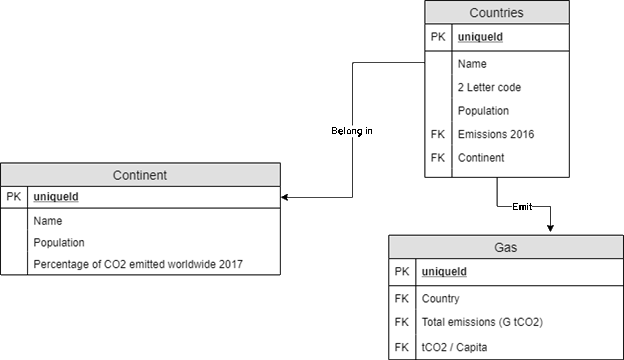 Countries
PK uniqueId
Name
2 Letter code
Population
FK Emissions 2016
FK Continent
Belong in
Continent
PK uniqueId
Name
Population
Percentage of CO2 emitted worldwide 2017
Emit
Gas
PK uniqueId
FK Country
FK Total emissions (G tCO2)
FK tCO2 / Capita